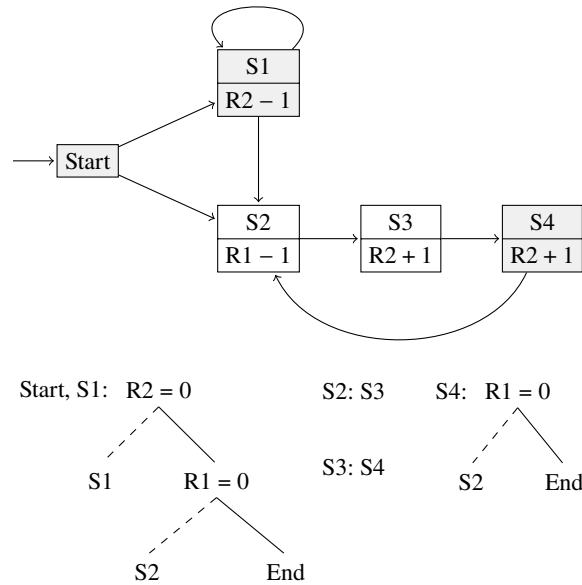 S1
R2 − 1
Start
S2
R1 − 1
S3
R2 + 1
S4
R2 + 1
Start, S1: R2 = 0
S2: S3
S4: R1 = 0
S1
R1 = 0
S3: S4
S2
End
S2
End